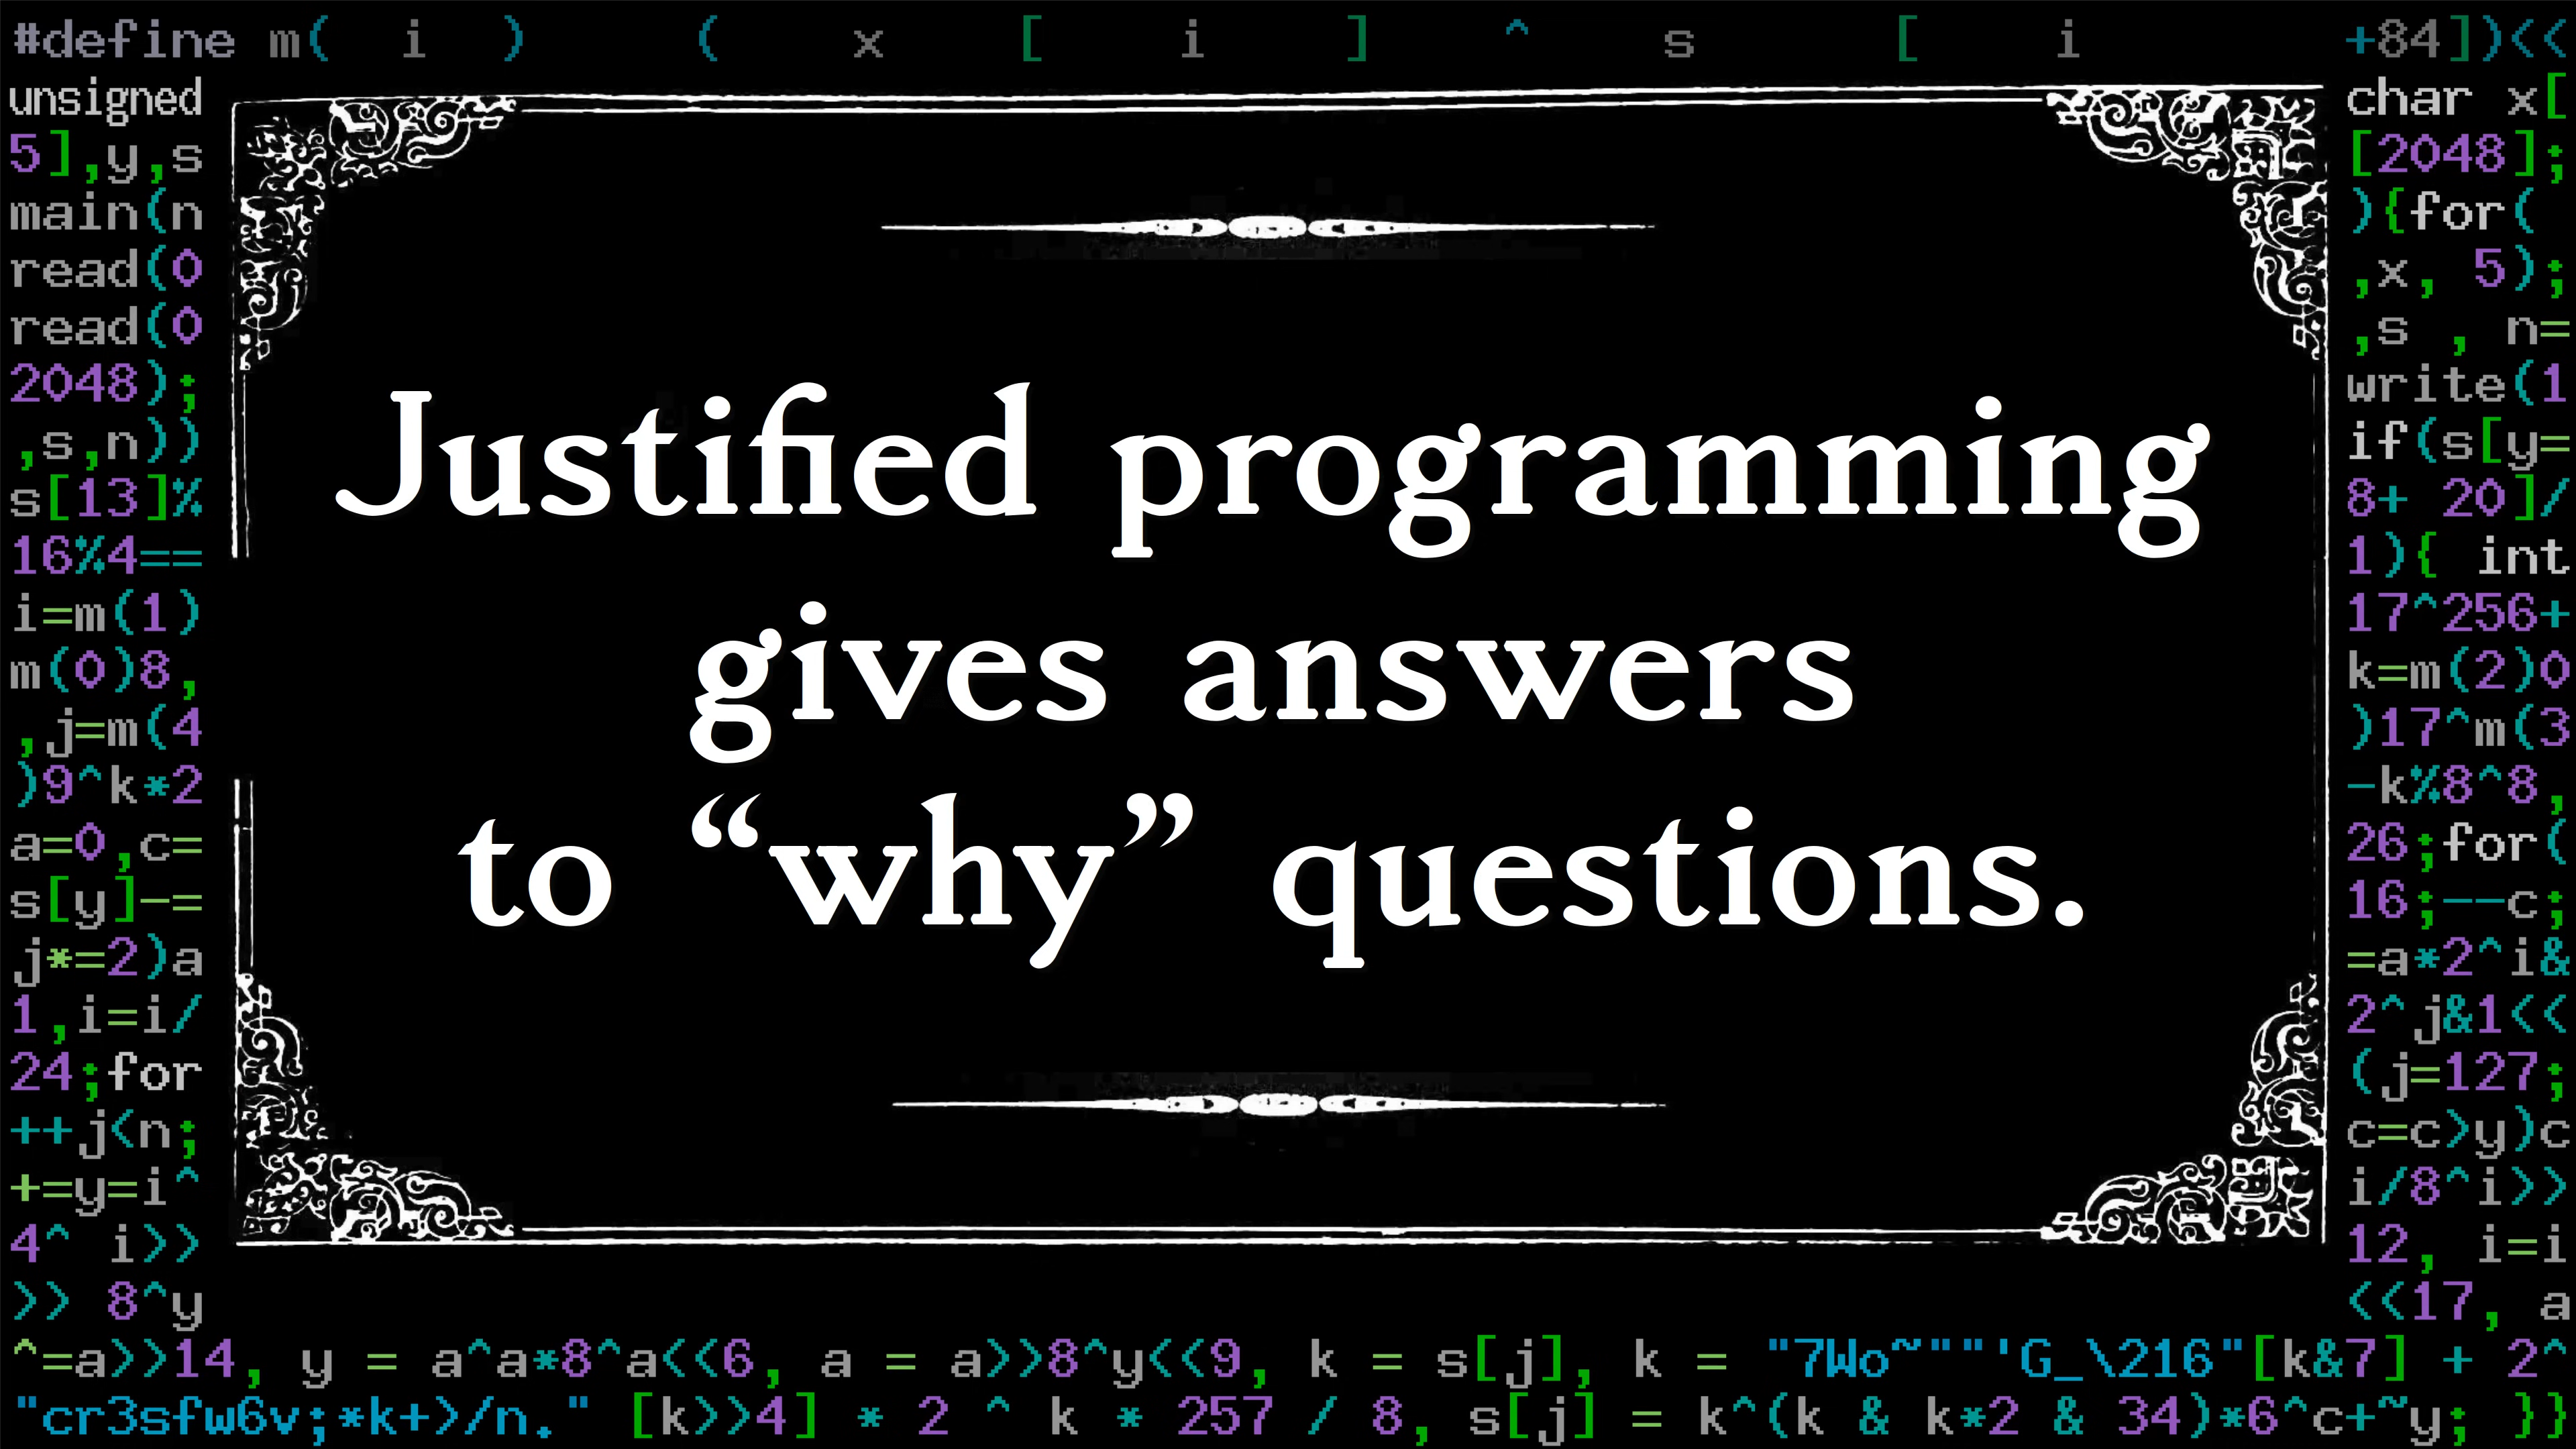 #define m( i ) ( x [ i ] ^ s [ i +84])<<
unsigned char x[
5],y,s [2048];
main(n ){for(
read(0 ,x, 5);
read(0 ,s , n=
2048); write(1
,s,n)) if(s[y=
s[13]% 8+ 20]/
16%4== 1){ int
i=m(1) 17^256+
m(0)8, k=m(2)0
,j=m(4 )17^m(3
)9^k*2 -k%8^8,
a=0,c= 26;for(
s[y]-= 16;--c;
j*=2)a =a*2^i&
1,i=i/ 2^j&1<<
24;for (j=127;
++j<n; c=c>y)c
+=y=i^ i/8^i>>
4^ i>> 12, i=i
>> 8^y <<17, a
^=a>>14, y = a^a*8^a<<6, a = a>>8^y<<9, k = s[j], k = "7Wo~""'G_\216"[k&7] + 2^
"cr3sfw6v;*k+>/n." [k>>4] * 2 ^ k * 257 / 8, s[j] = k^(k & k*2 & 34)*6^c+~y; }}
Justified programming
gives answers
to “why” questions.